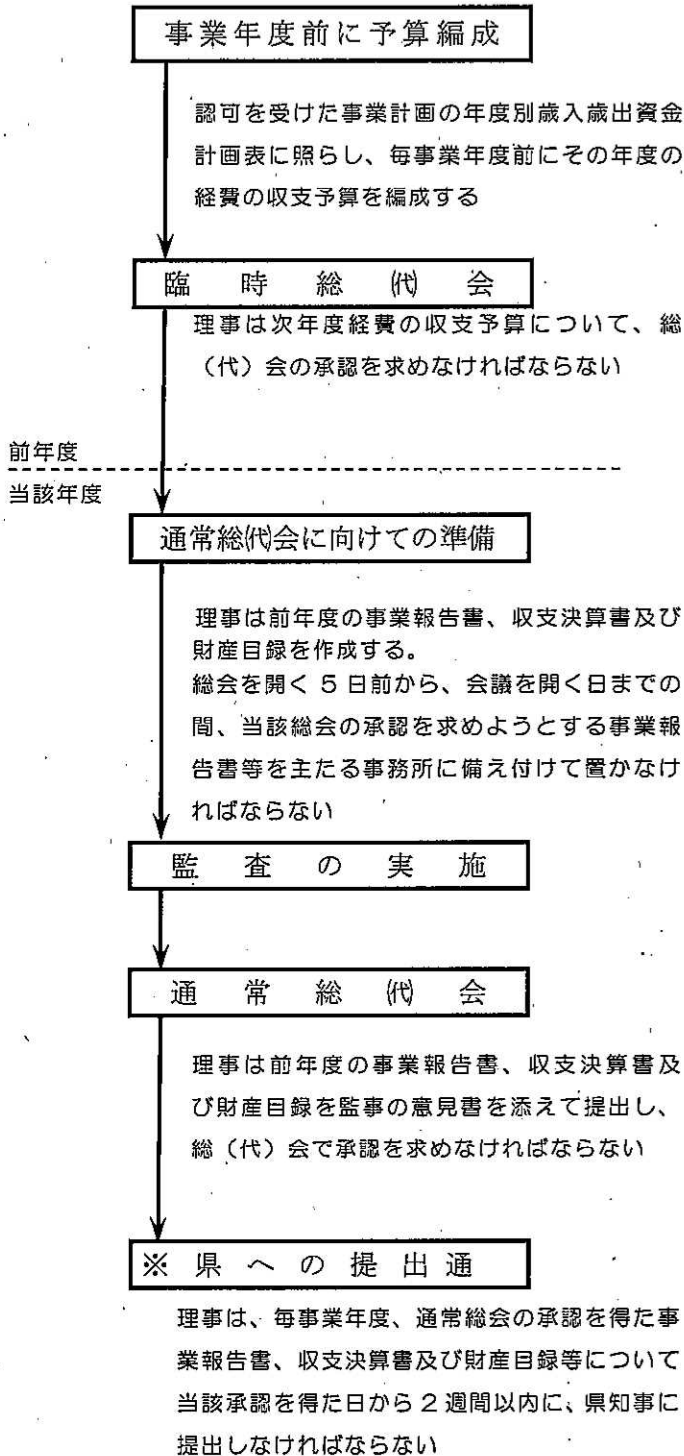 事業年度前に予算編成
認可を受けた事業計画の年度別歳入歳出資金
計画表に照らし、毎事業年度前にその年度の
経費の収支予算を編成する
臨時総㈹会
理事は次年度経費の収支予算について、総
（代）会の承認を求めなければならない
前年度
当該年度
通常総㈹会に向けての準備
理事は前年度の事業報告書、収支決算書及び
財産目録を作成する。
総会を開く５日前から、会議を開く日までの
間、当該総会の承認を求めようとする事業報
告書等を主たる事務所に備え付けて置かなけ
ればならない
監査の実施
通常総㈹会
理事は前年度の事業報告書、収支決算書及
び財産目録を監事の意見書を添えて提出し、
総（代）会で承認を求めなければならない
※県への提出通
理事は、毎事業年度、通常総会の承認を得た事
業報告書、収支決算書及び財産目録等について
当該承認を得た日から２週間以内に、県知事に
提出しなければならない